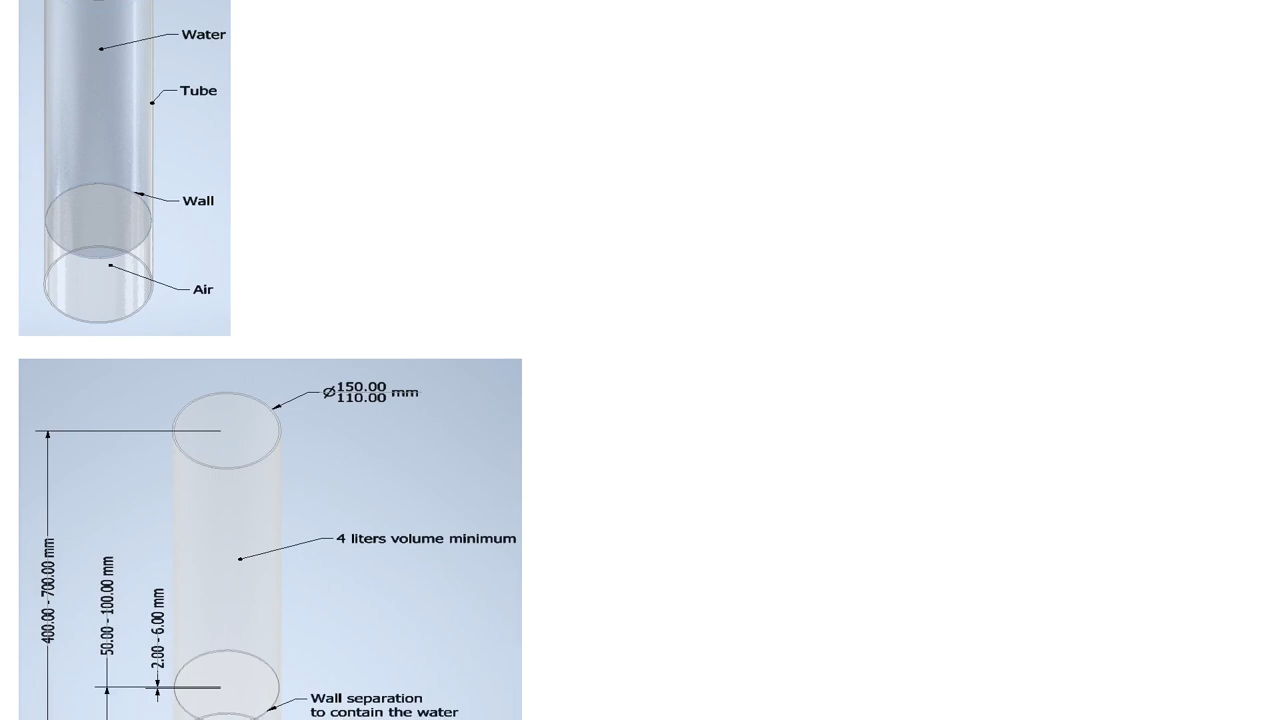 Water
Tube
Wall
Air
⌀150.00
110.00 mm
4 liters volume minimum
400.00 - 700.00 mm
50.00 - 100.00 mm
2.00 - 6.00 mm
Wall separation
to contain the water